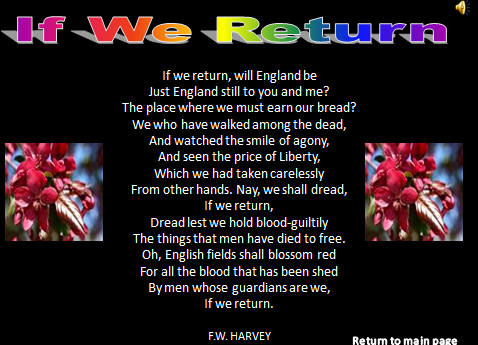 If We Return
If we return, will England be
Just England still to you and me?
The place where we must earn our bread?
We who have walked among the dead,
And watched the smile of agony,
And seen the price of Liberty,
Which we had taken carelessly
From other hands. Nay, we shall dread,
If we return,
Dread lest we hold blood-guiltily
The things that men have died to free.
Oh, English fields shall blossom red
For all the blood that has been shed
By men whose guardians are we,
If we return.
F.W. HARVEY
Return to main page